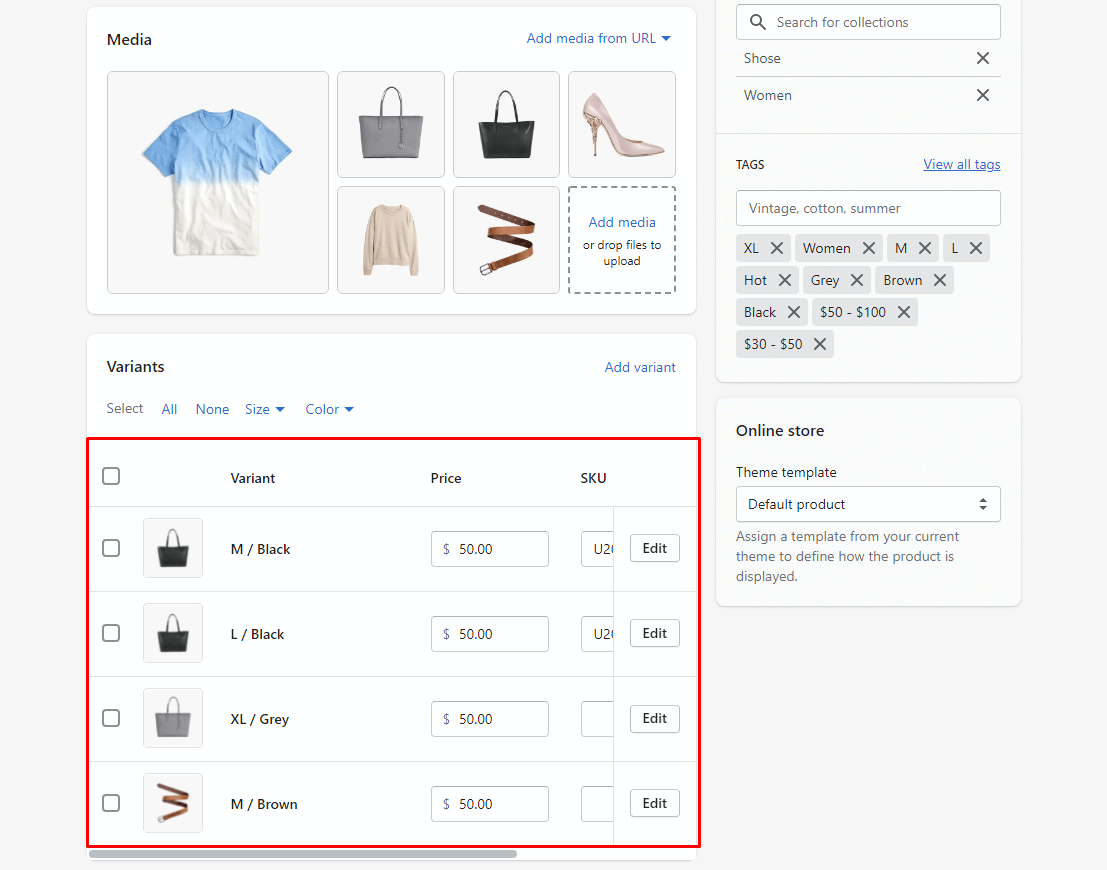 Media
Add media from URL
Add media
or drop files to
upload
Variants
Add variant
Select All None Size Color
Variant Price SKU
M / Black $ 50.00 Edit
L / Black $ 50.00 Edit
XL / Grey $ 50.00 Edit
M / Brown $ 50.00 Edit
Search for collections
Shose
Women
TAGS
View all tags
Vintage, cotton, summer
XL Women M L
Hot Grey Brown
Black $50 - $100
$30 - $50
Online store
Theme template
Default product
Assign a template from your current
theme to define how the product is
displayed.